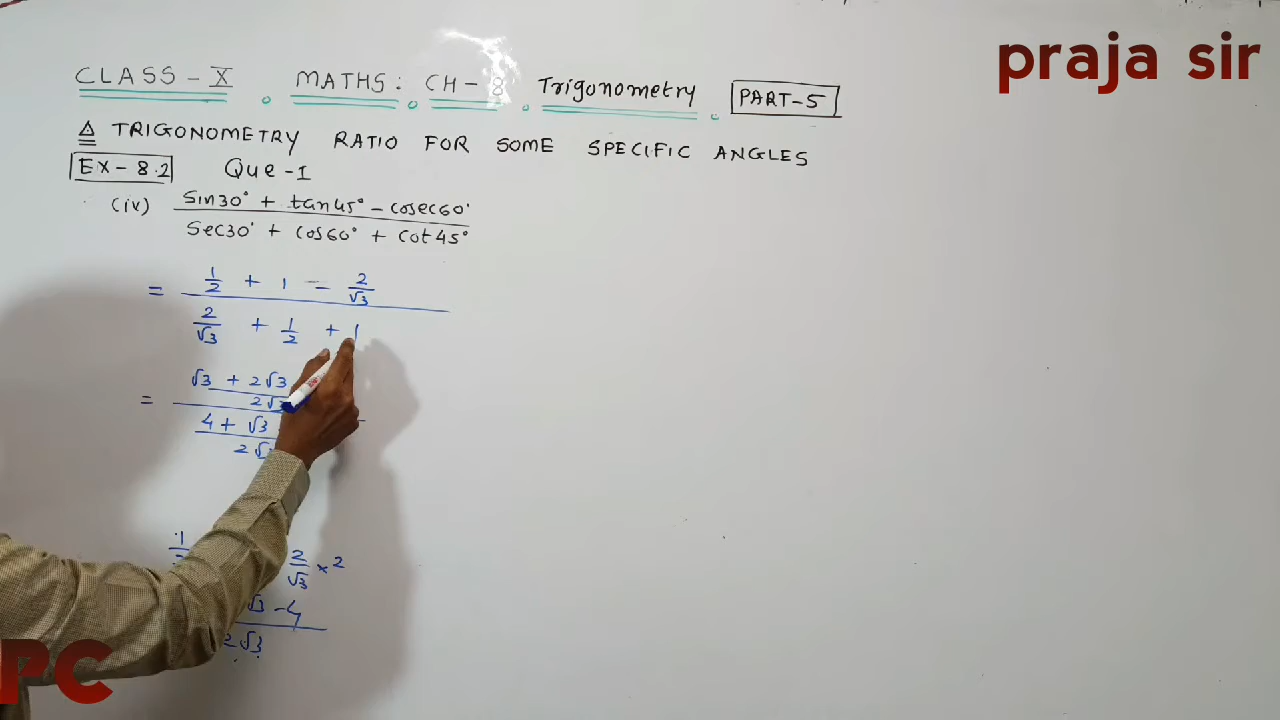 praja sir
CLASS - X . MATHS: CH - 8 . Trigonometry . PART-5
∆ TRIGONOMETRY RATIO FOR SOME SPECIFIC ANGLES
EX - 8.2 Que - I
(iv) Sin30° + tan45° - cosec60°
Sec30° + cos60° + cot45°
= 1/2 + 1 - 2/√3
2/√3 + 1/2 + 1
= √3 + 2√3
2√3
4 + √3
2√
1 2/√3 × 2
√3 - 4
2√3
PC